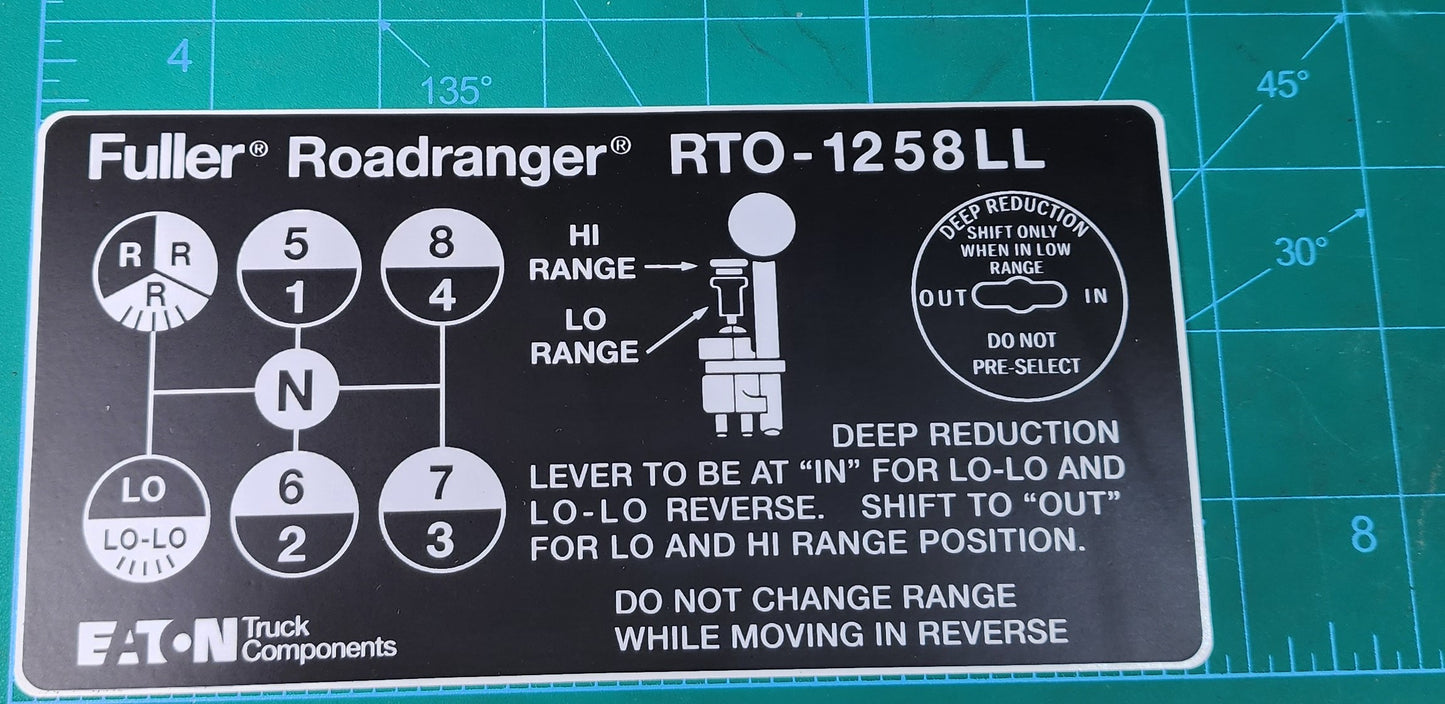 4
135°
45°
30°
8
Fuller® Roadranger® RTO-1258LL
R R
R
5
1
8
4
N
LO
LO-LO
6
2
7
3
HI
RANGE
LO
RANGE
DEEP REDUCTION
SHIFT ONLY
WHEN IN LOW
RANGE
OUT IN
DO NOT
PRE-SELECT
DEEP REDUCTION
LEVER TO BE AT “IN” FOR LO-LO AND
LO-LO REVERSE. SHIFT TO “OUT”
FOR LO AND HI RANGE POSITION.
DO NOT CHANGE RANGE
WHILE MOVING IN REVERSE
EATON Truck
Components